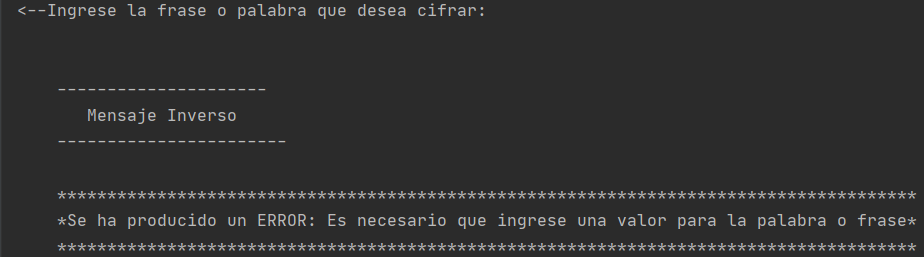 <--Ingrese la frase o palabra que desea cifrar:
---------------------
Mensaje Inverso
-----------------------
**************************************************************************************
*Se ha producido un ERROR: Es necesario que ingrese una valor para la palabra o frase*
**************************************************************************************